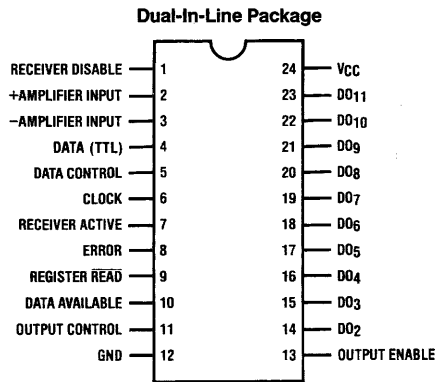 Dual-In-Line Package
RECEIVER DISABLE 1 24 VCC
+AMPLIFIER INPUT 2 23 DO11
−AMPLIFIER INPUT 3 22 DO10
DATA (TTL) 4 21 DO9
DATA CONTROL 5 20 DO8
CLOCK 6 19 DO7
RECEIVER ACTIVE 7 18 DO6
ERROR 8 17 DO5
REGISTER READ 9 16 DO4
DATA AVAILABLE 10 15 DO3
OUTPUT CONTROL 11 14 DO2
GND 12 13 OUTPUT ENABLE